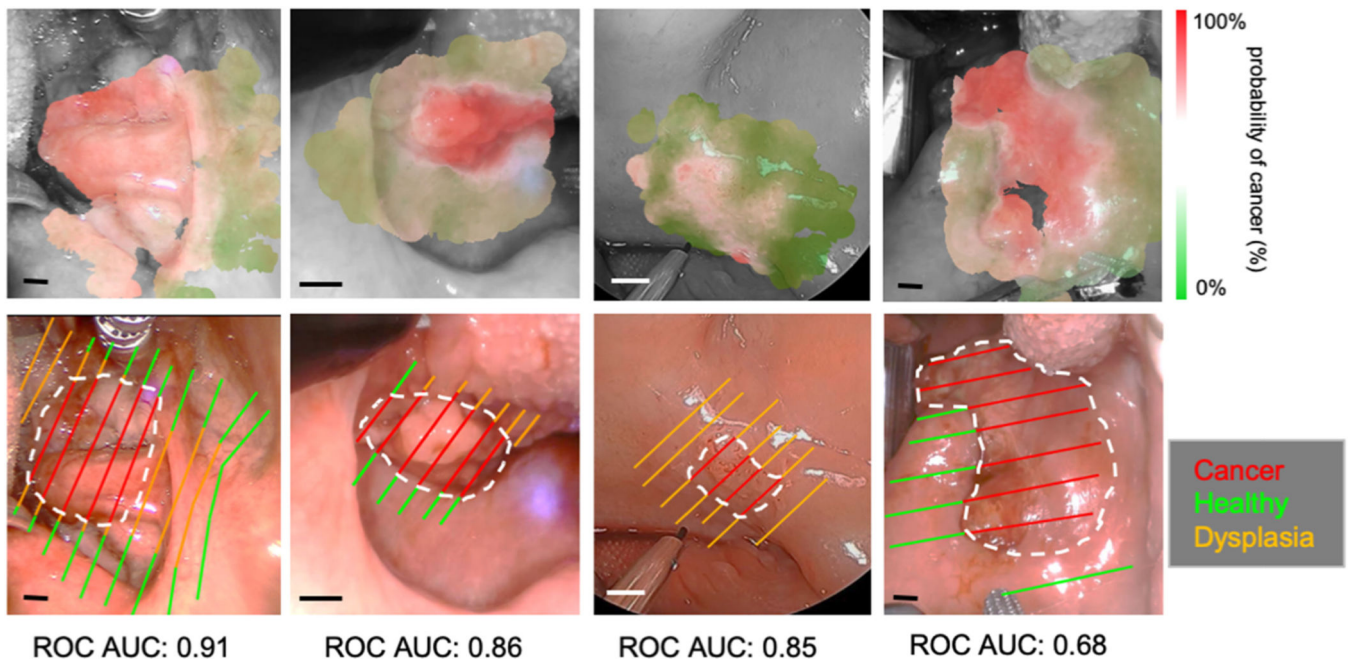 100%
probability of cancer (%)
0%
Cancer
Healthy
Dysplasia
ROC AUC: 0.91
ROC AUC: 0.86
ROC AUC: 0.85
ROC AUC: 0.68